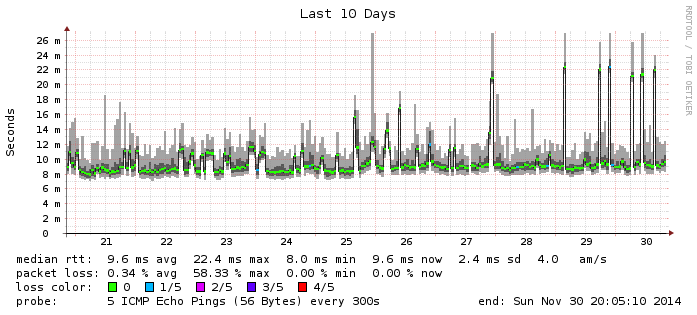 Last 10 Days
RRDTOOL / TOBI OETIKER
Seconds
26 m
24 m
22 m
20 m
18 m
16 m
14 m
12 m
10 m
8 m
6 m
4 m
2 m
0
21 22 23 24 25 26 27 28 29 30
median rtt: 9.6 ms avg 22.4 ms max 8.0 ms min 9.6 ms now 2.4 ms sd 4.0 am/s
packet loss: 0.34 % avg 58.33 % max 0.00 % min 0.00 % now
loss color: 0 1/5 2/5 3/5 4/5
probe: 5 ICMP Echo Pings (56 Bytes) every 300s end: Sun Nov 30 20:05:10 2014